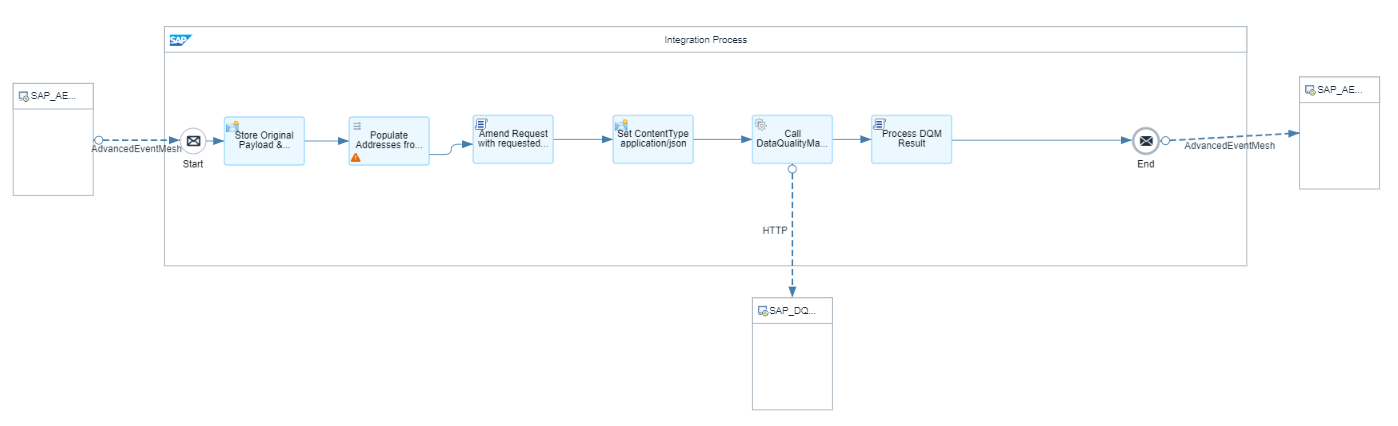 SAP
Integration Process
SAP_AE...
AdvancedEventMesh
Start
Store Original
Payload &...
Populate
Addresses fro...
Amend Request
with requested...
Set ContentType
application/json
Call
DataQualityMa...
Process DQM
Result
End
AdvancedEventMesh
SAP_AE...
HTTP
SAP_DQ...